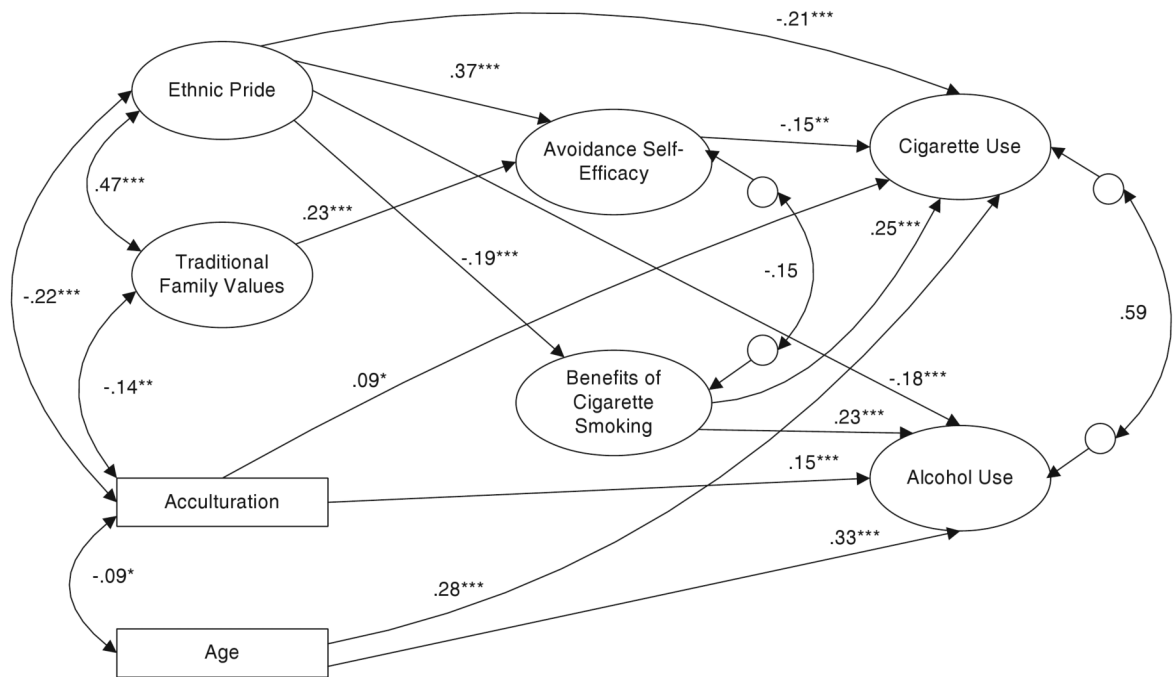 -.21***
Ethnic Pride
.37***
Avoidance Self-
Efficacy
-.15**
Cigarette Use
.47***
.23***
.25***
Traditional
Family Values
-.19***
-.15
-.22***
.59
-.14**
.09*
Benefits of
Cigarette
Smoking
-.18***
.23***
.15***
Alcohol Use
Acculturation
.33***
-.09*
.28***
Age